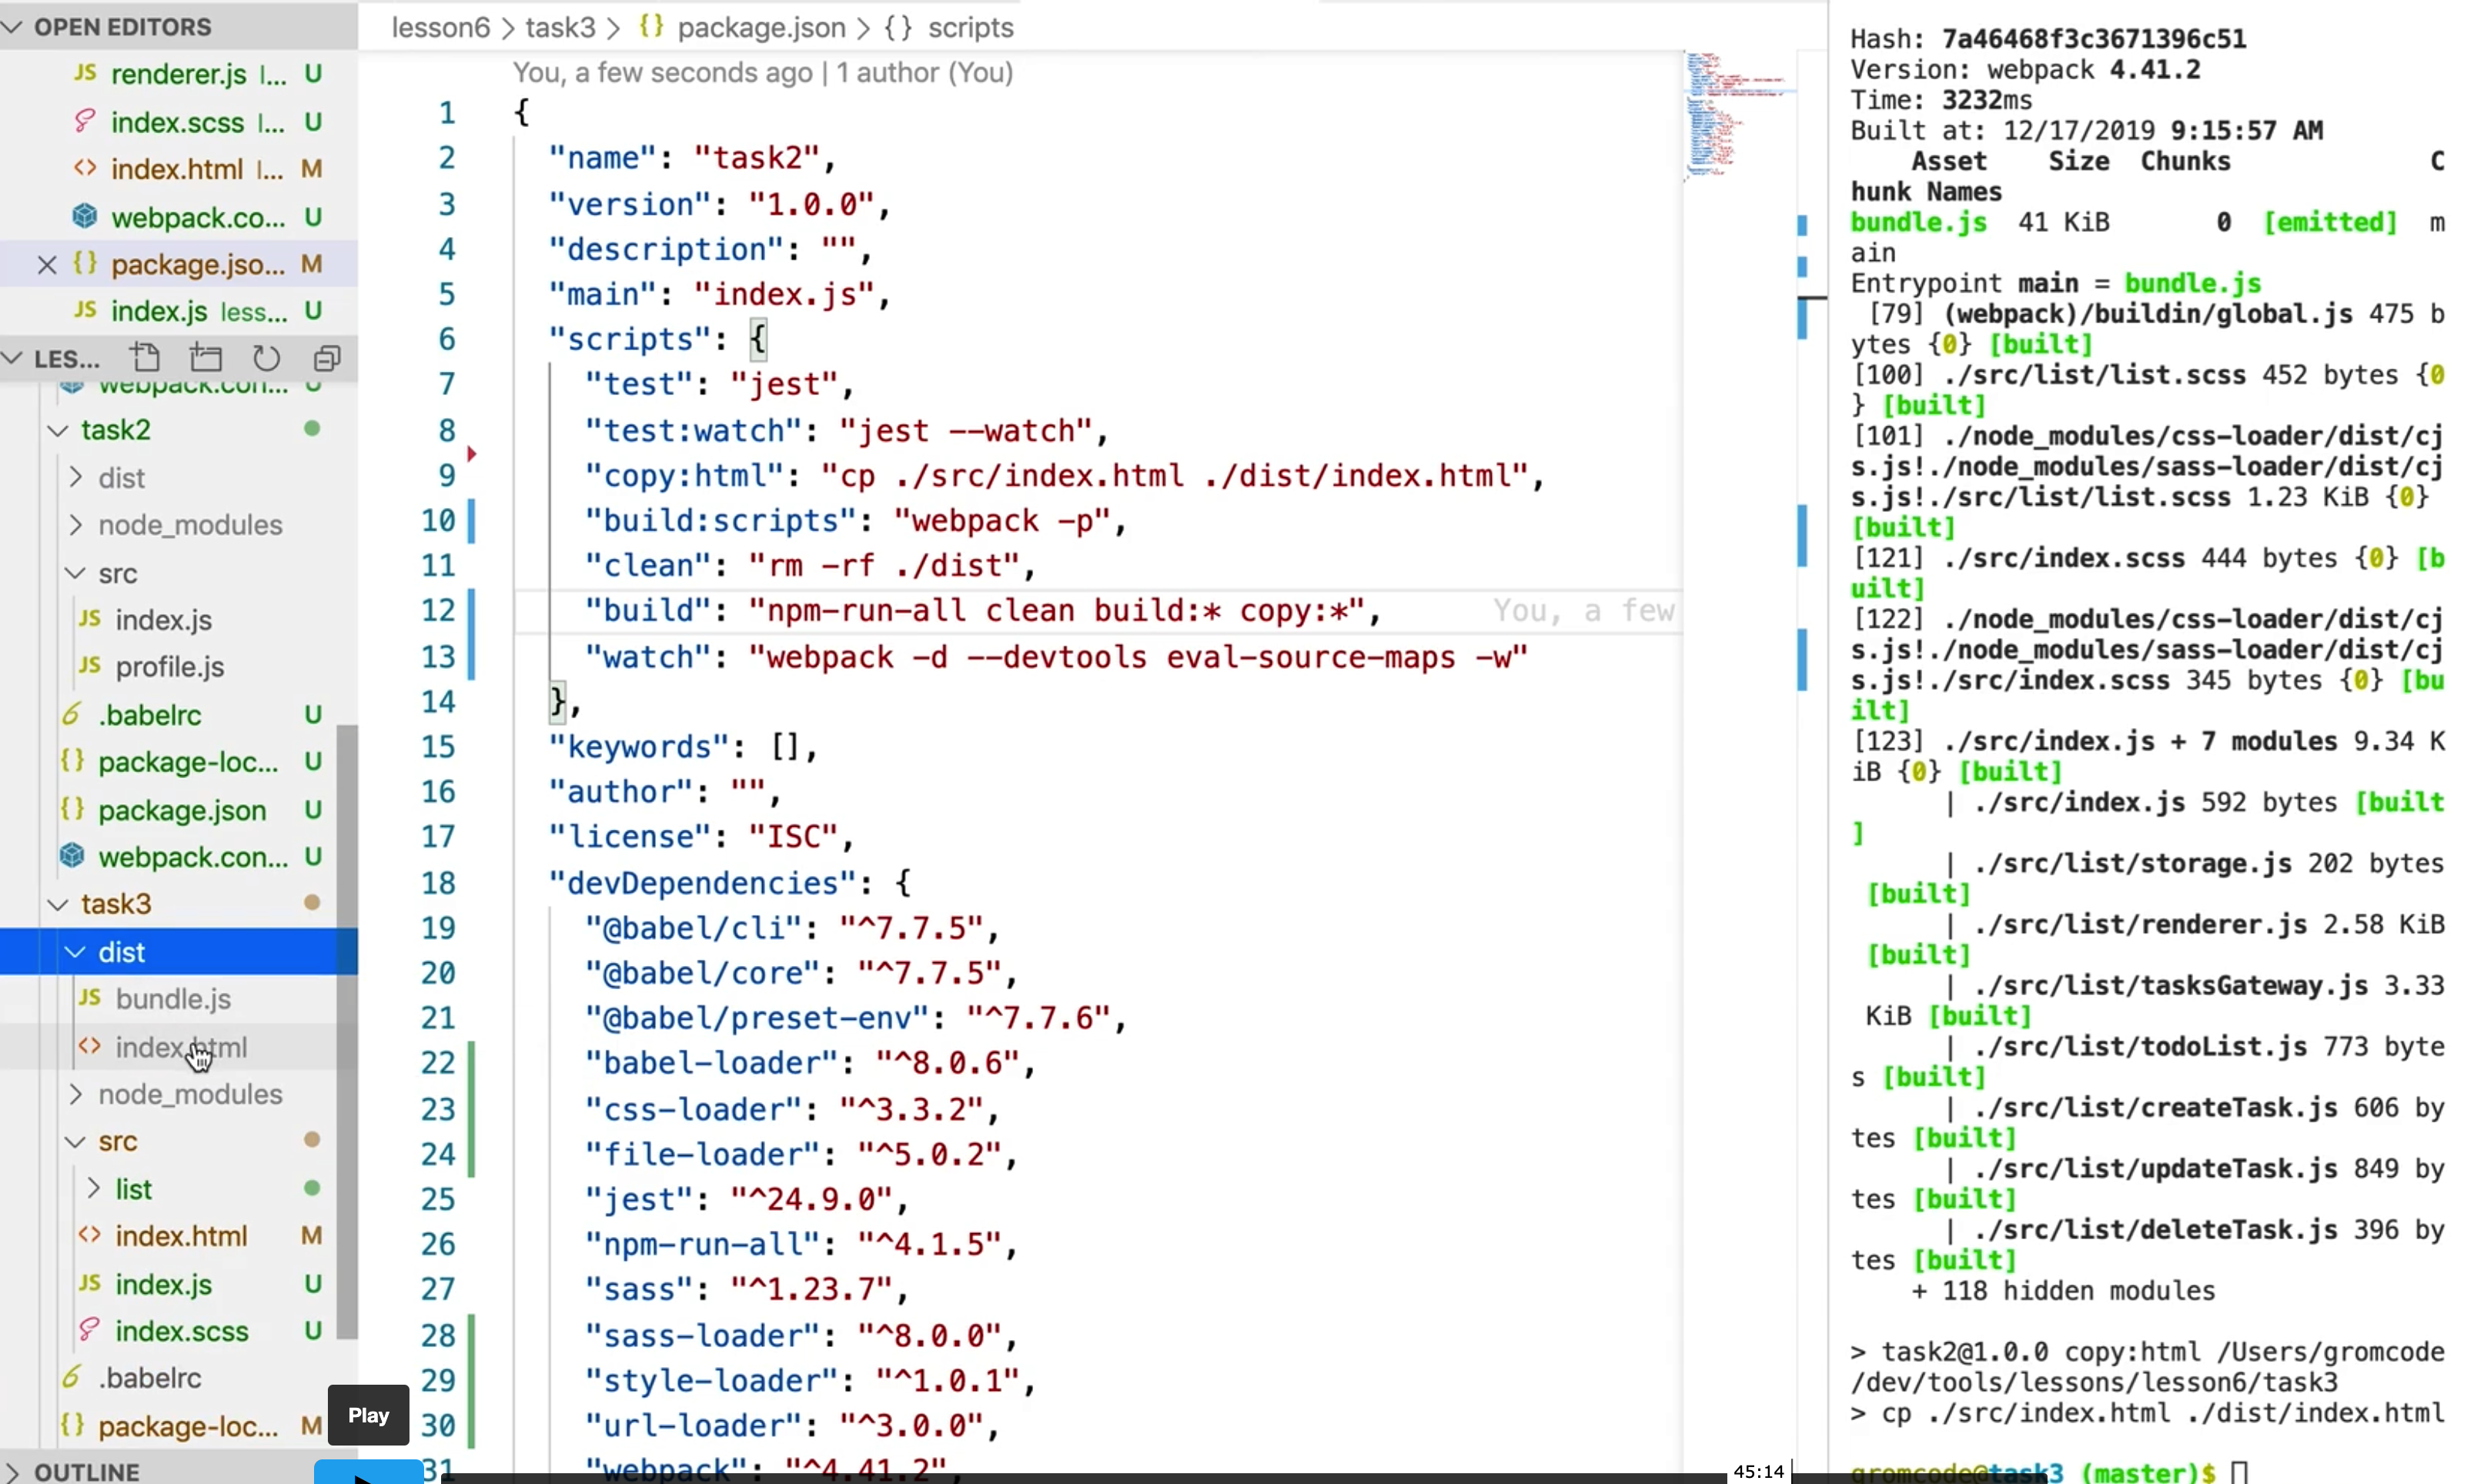 OPEN EDITORS
JS renderer.js l... U
index.scss l... U
<> index.html l... M
webpack.co... U
{} package.jso... M
JS index.js less... U
LES...
webpack.con... U
task2
dist
node_modules
src
JS index.js
JS profile.js
.babelrc U
{} package-loc... U
{} package.json U
webpack.con... U
task3
dist
JS bundle.js
<> index.html
node_modules
src
list
<> index.html M
JS index.js U
index.scss U
.babelrc
{} package-loc... M
OUTLINE
Play
lesson6 > task3 > {} package.json > {} scripts
You, a few seconds ago | 1 author (You)
1 {
2 "name": "task2",
3 "version": "1.0.0",
4 "description": "",
5 "main": "index.js",
6 "scripts": {
7 "test": "jest",
8 "test:watch": "jest --watch",
9 "copy:html": "cp ./src/index.html ./dist/index.html",
10 "build:scripts": "webpack -p",
11 "clean": "rm -rf ./dist",
12 "build": "npm-run-all clean build:* copy:*", You, a few
13 "watch": "webpack -d --devtools eval-source-maps -w"
14 },
15 "keywords": [],
16 "author": "",
17 "license": "ISC",
18 "devDependencies": {
19 "@babel/cli": "^7.7.5",
20 "@babel/core": "^7.7.5",
21 "@babel/preset-env": "^7.7.6",
22 "babel-loader": "^8.0.6",
23 "css-loader": "^3.3.2",
24 "file-loader": "^5.0.2",
25 "jest": "^24.9.0",
26 "npm-run-all": "^4.1.5",
27 "sass": "^1.23.7",
28 "sass-loader": "^8.0.0",
29 "style-loader": "^1.0.1",
30 "url-loader": "^3.0.0",
31 "webpack": "^4.41.2",
45:14
Hash: 7a46468f3c3671396c51
Version: webpack 4.41.2
Time: 3232ms
Built at: 12/17/2019 9:15:57 AM
Asset Size Chunks C
hunk Names
bundle.js 41 KiB 0 [emitted] m
ain
Entrypoint main = bundle.js
[79] (webpack)/buildin/global.js 475 b
ytes {0} [built]
[100] ./src/list/list.scss 452 bytes {0
} [built]
[101] ./node_modules/css-loader/dist/cj
s.js!./node_modules/sass-loader/dist/cj
s.js!./src/list/list.scss 1.23 KiB {0}
[built]
[121] ./src/index.scss 444 bytes {0} [b
uilt]
[122] ./node_modules/css-loader/dist/cj
s.js!./node_modules/sass-loader/dist/cj
s.js!./src/index.scss 345 bytes {0} [bu
ilt]
[123] ./src/index.js + 7 modules 9.34 K
iB {0} [built]
| ./src/index.js 592 bytes [built
]
| ./src/list/storage.js 202 bytes
[built]
| ./src/list/renderer.js 2.58 KiB
[built]
| ./src/list/tasksGateway.js 3.33
KiB [built]
| ./src/list/todoList.js 773 byte
s [built]
| ./src/list/createTask.js 606 by
tes [built]
| ./src/list/updateTask.js 849 by
tes [built]
| ./src/list/deleteTask.js 396 by
tes [built]
+ 118 hidden modules
> task2@1.0.0 copy:html /Users/gromcode
/dev/tools/lessons/lesson6/task3
> cp ./src/index.html ./dist/index.html
gromcode@task3 (master)$